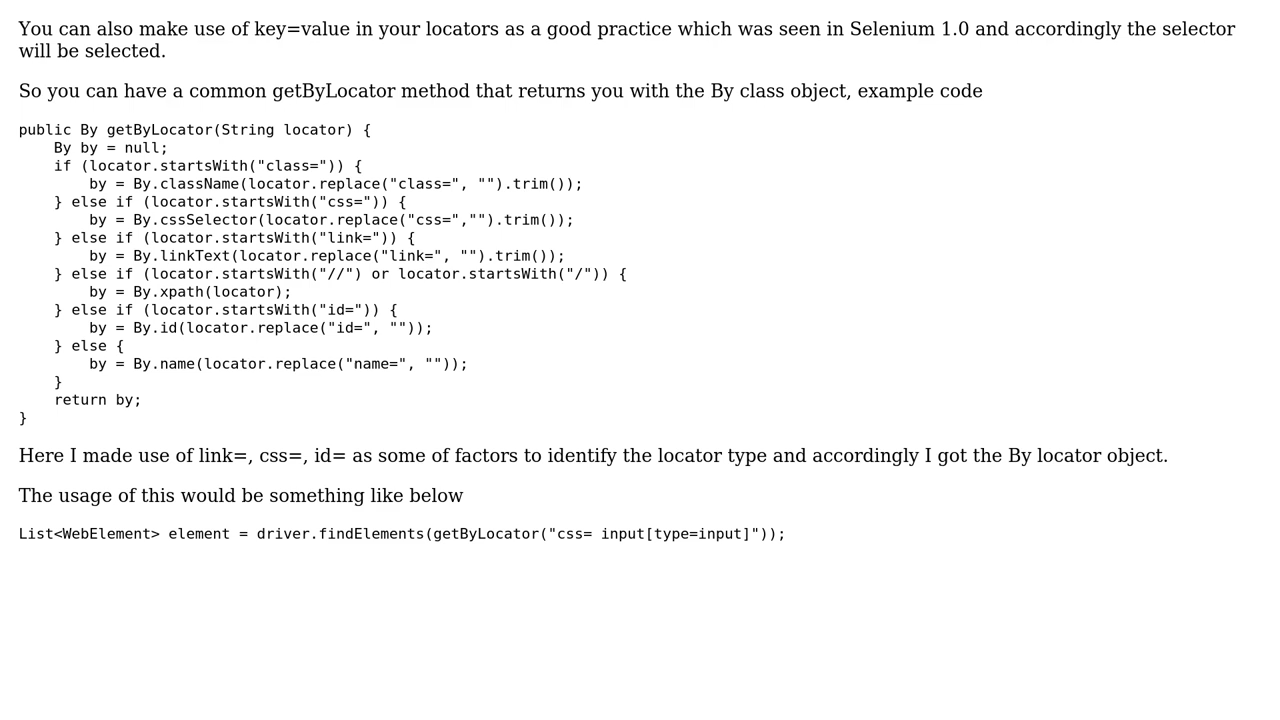 You can also make use of key=value in your locators as a good practice which was seen in Selenium 1.0 and accordingly the selector
will be selected.
So you can have a common getByLocator method that returns you with the By class object, example code
public By getByLocator(String locator) {
    By by = null;
    if (locator.startsWith("class=")) {
        by = By.className(locator.replace("class=", "").trim());
    } else if (locator.startsWith("css=")) {
        by = By.cssSelector(locator.replace("css=","").trim());
    } else if (locator.startsWith("link=")) {
        by = By.linkText(locator.replace("link=", "").trim());
    } else if (locator.startsWith("//") or locator.startsWith("/")) {
        by = By.xpath(locator);
    } else if (locator.startsWith("id=")) {
        by = By.id(locator.replace("id=", ""));
    } else {
        by = By.name(locator.replace("name=", ""));
    }
    return by;
}
Here I made use of link=, css=, id= as some of factors to identify the locator type and accordingly I got the By locator object.
The usage of this would be something like below
List<WebElement> element = driver.findElements(getByLocator("css= input[type=input]"));